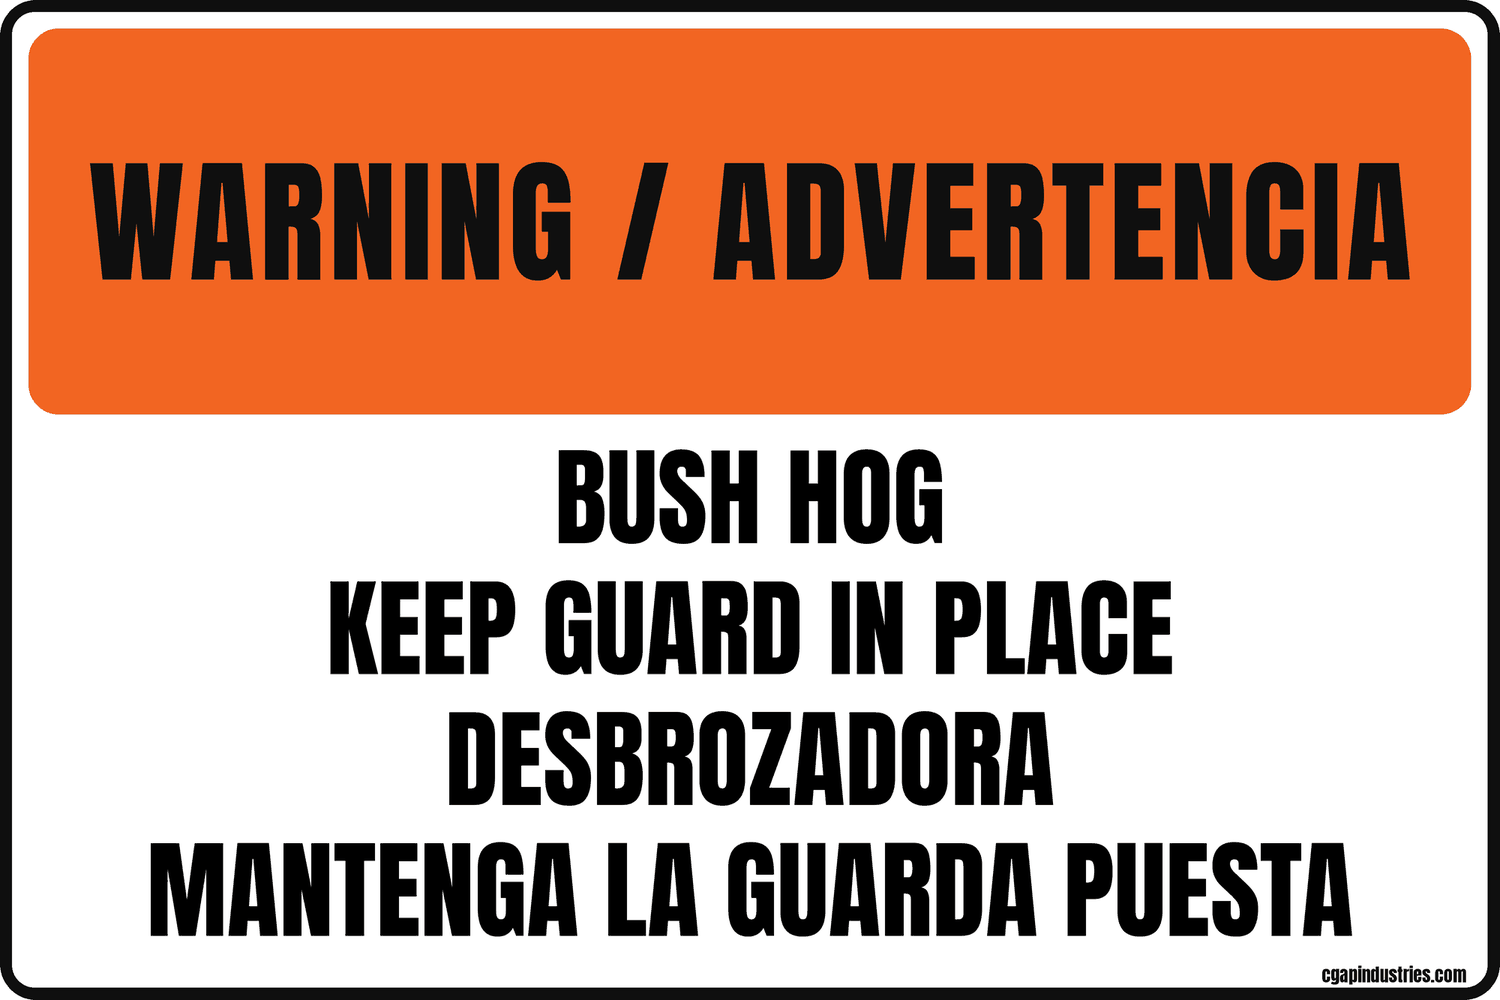 WARNING / ADVERTENCIA
BUSH HOG
KEEP GUARD IN PLACE
DESBROZADORA
MANTENGA LA GUARDA PUESTA
cgapindustries.com